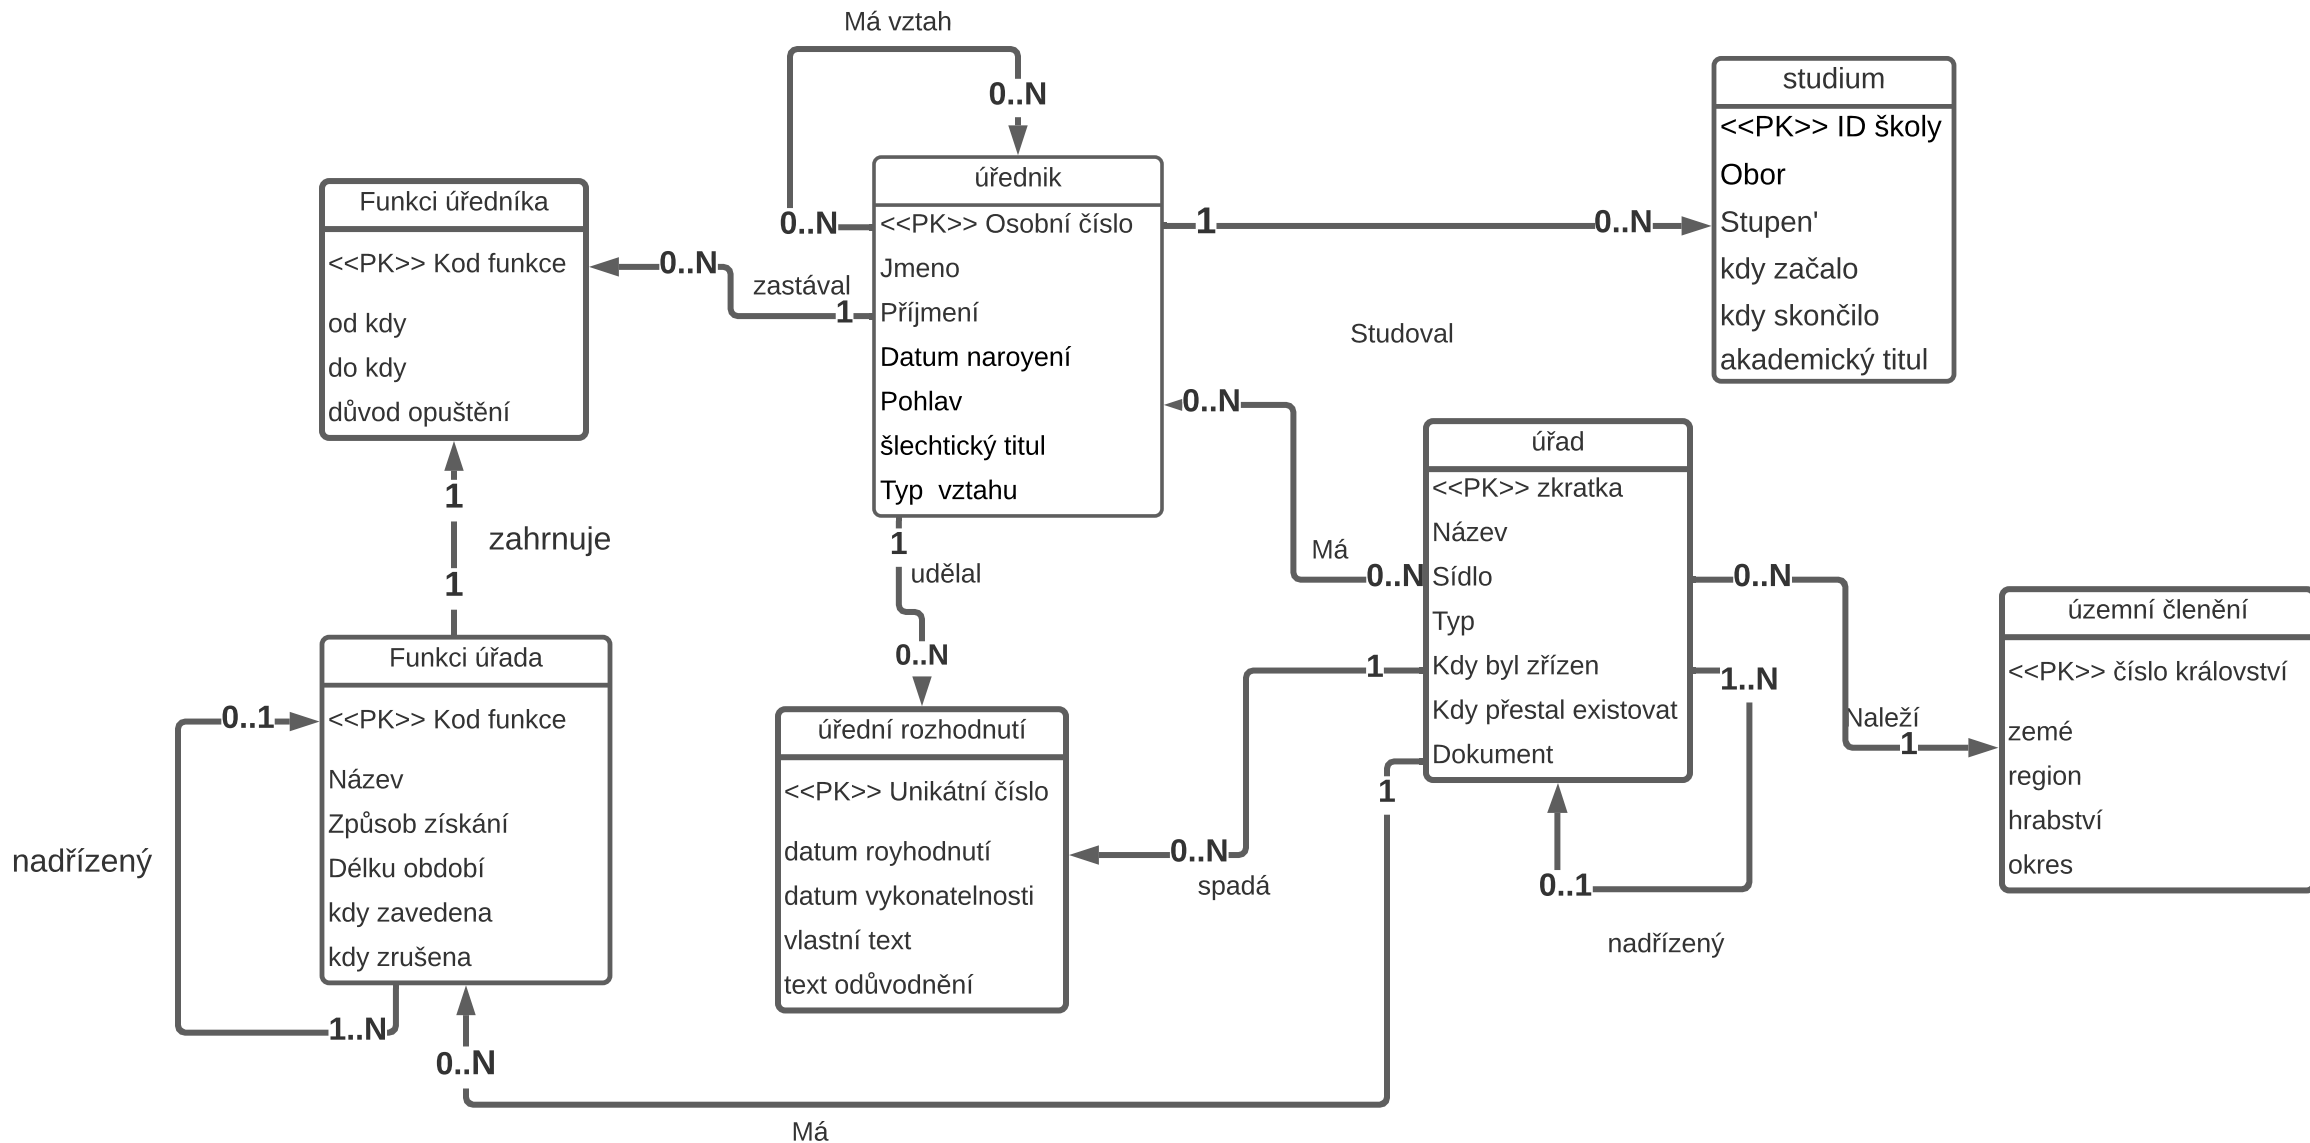 Má vztah
0..N
0..N
studium
<<PK>> ID školy
Obor
Stupen'
kdy začalo
kdy skončilo
akademický titul
úředník
<<PK>> Osobní číslo
Jmeno
Příjmení
Datum naroyení
Pohlav
šlechtický titul
Typ  vztahu
1
0..N
Studoval
Funkci úředníka
<<PK>> Kod funkce
od kdy
do kdy
důvod opuštění
0..N
zastával
1
1
zahrnuje
1
0..N
Má
0..N
úřad
<<PK>> zkratka
Název
Sídlo
Typ
Kdy byl zřízen
Kdy přestal existovat
Dokument
1
udělal
0..N
0..N
Naleží
1
územní členění
<<PK>> číslo království
země
region
hrabství
okres
Funkci úřada
<<PK>> Kod funkce
Název
Způsob získání
Délku období
kdy zavedena
kdy zrušena
0..1
nadřízený
1..N
úřední rozhodnutí
<<PK>> Unikátní číslo
datum royhodnutí
datum vykonatelnosti
vlastní text
text odůvodnění
1
0..N
spadá
1..N
0..1
nadřízený
1
0..N
Má